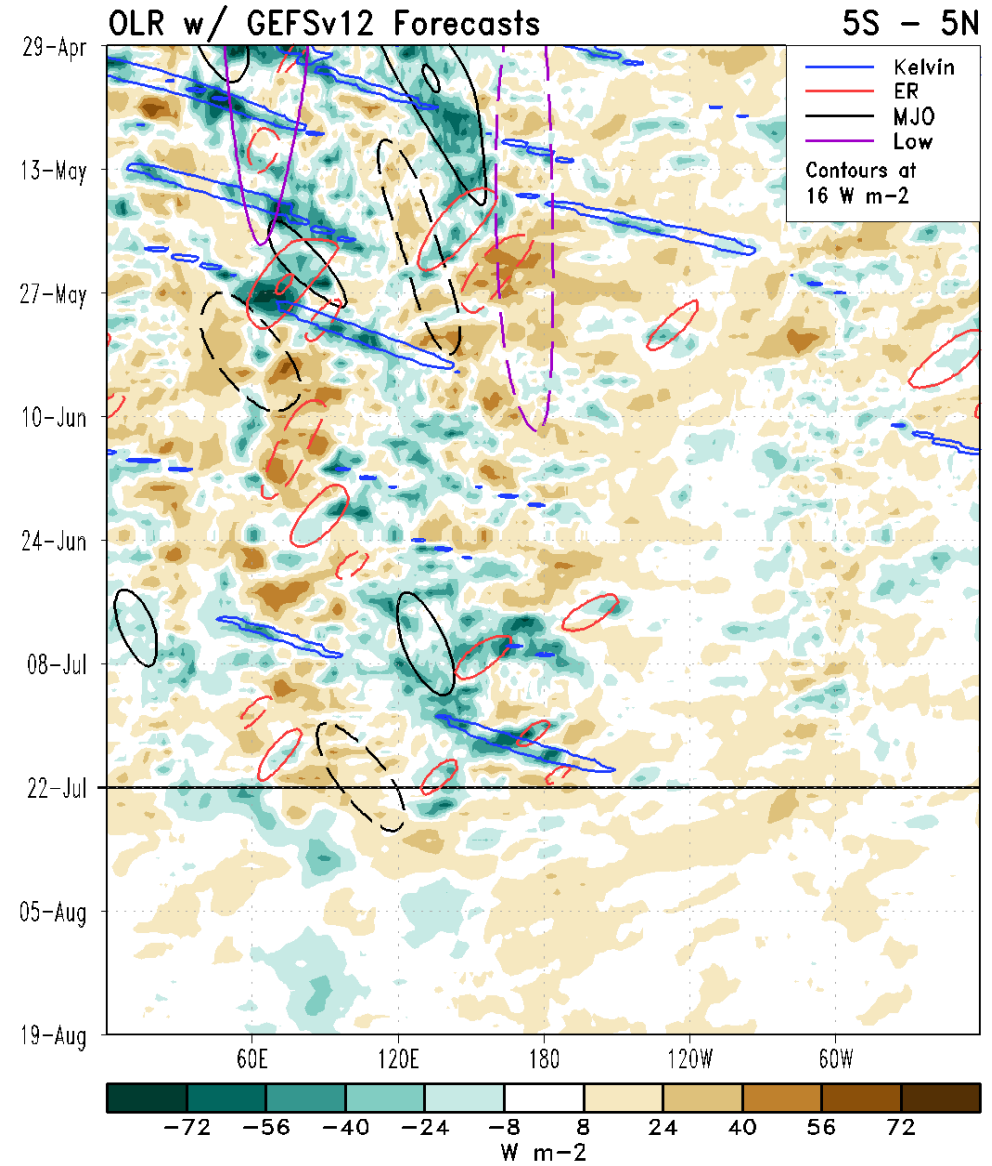 OLR w/ GEFSv12 Forecasts 5S - 5N
29-Apr
13-May
27-May
10-Jun
24-Jun
08-Jul
22-Jul
05-Aug
19-Aug
Kelvin
ER
MJO
Low
Contours at
16 W m-2
60E 120E 180 120W 60W
-72 -56 -40 -24 -8 8 24 40 56 72
W m-2